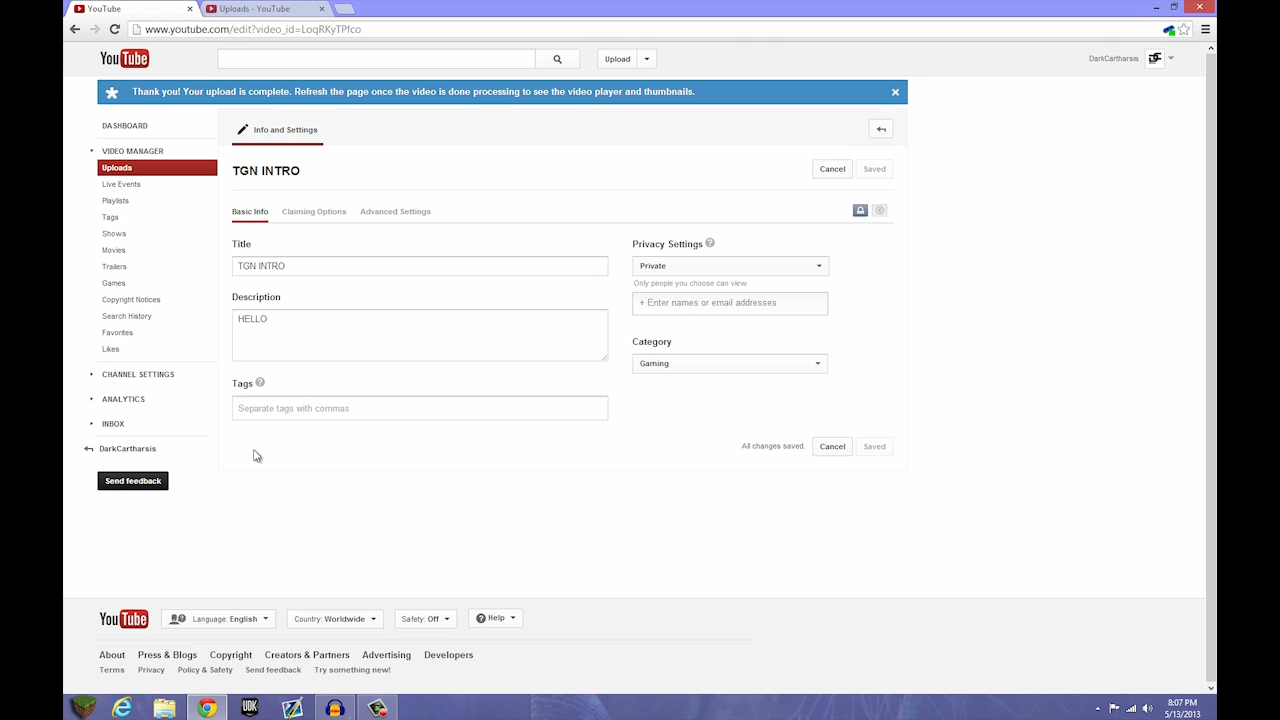 YouTube
Uploads - YouTube
www.youtube.com/edit?video_id=LoqRKyTPfco
YouTube
Upload
DarkCartharsis
Thank you! Your upload is complete. Refresh the page once the video is done processing to see the video player and thumbnails.
DASHBOARD
VIDEO MANAGER
Uploads
Live Events
Playlists
Tags
Shows
Movies
Trailers
Games
Copyright Notices
Search History
Favorites
Likes
CHANNEL SETTINGS
ANALYTICS
INBOX
DarkCartharsis
Send feedback
Info and Settings
TGN INTRO
Cancel
Saved
Basic Info
Claiming Options
Advanced Settings
Title
TGN INTRO
Description
HELLO
Tags ?
Separate tags with commas
Privacy Settings ?
Private
Only people you choose can view
+ Enter names or email addresses
Category
Gaming
All changes saved.
Cancel
Saved
YouTube
Language: English
Country: Worldwide
Safety: Off
Help
About
Press & Blogs
Copyright
Creators & Partners
Advertising
Developers
Terms
Privacy
Policy & Safety
Send feedback
Try something new!
UDK
8:07 PM
5/13/2013